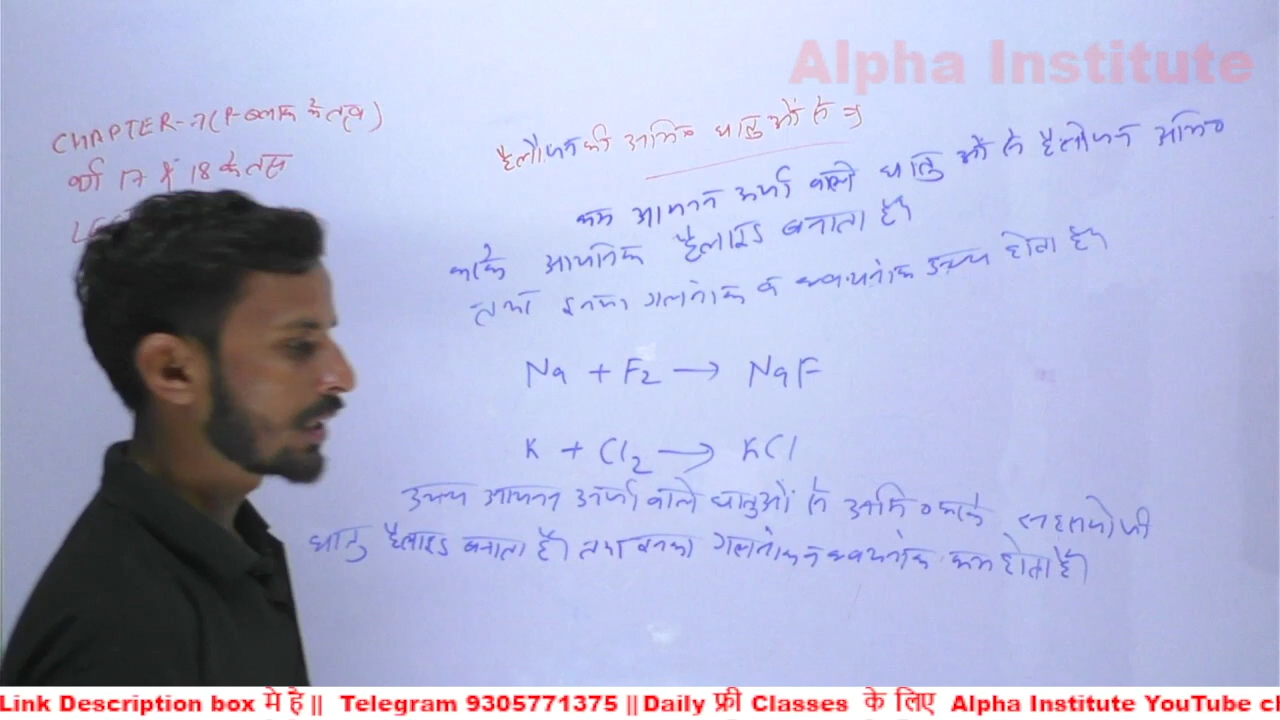 Alpha Institute
CHAPTER-7(P-ब्लाक के तत्व)
वर्ग 17 & 18 के तत्व
हैलोजन की अभि० धातुओं से ⇒
कम आयनन ऊर्जा वाले धातुओं से हैलोजन अभि०
करके आयनिक हैलाइड बनाता है।
तथा इनका गलनांक व क्वथनांक उच्च होता है।
Na + F2 → NaF
K + Cl2 → KCl
उच्च आयनन ऊर्जा वाले धातुओं से अभि० करके सहसंयोजी
धातु हैलाइड बनाता है। तथा इनका गलनांक व क्वथनांक कम होता है।
Link Description box मे है || Telegram 9305771375 || Daily फ्री Classes के लिए Alpha Institute YouTube